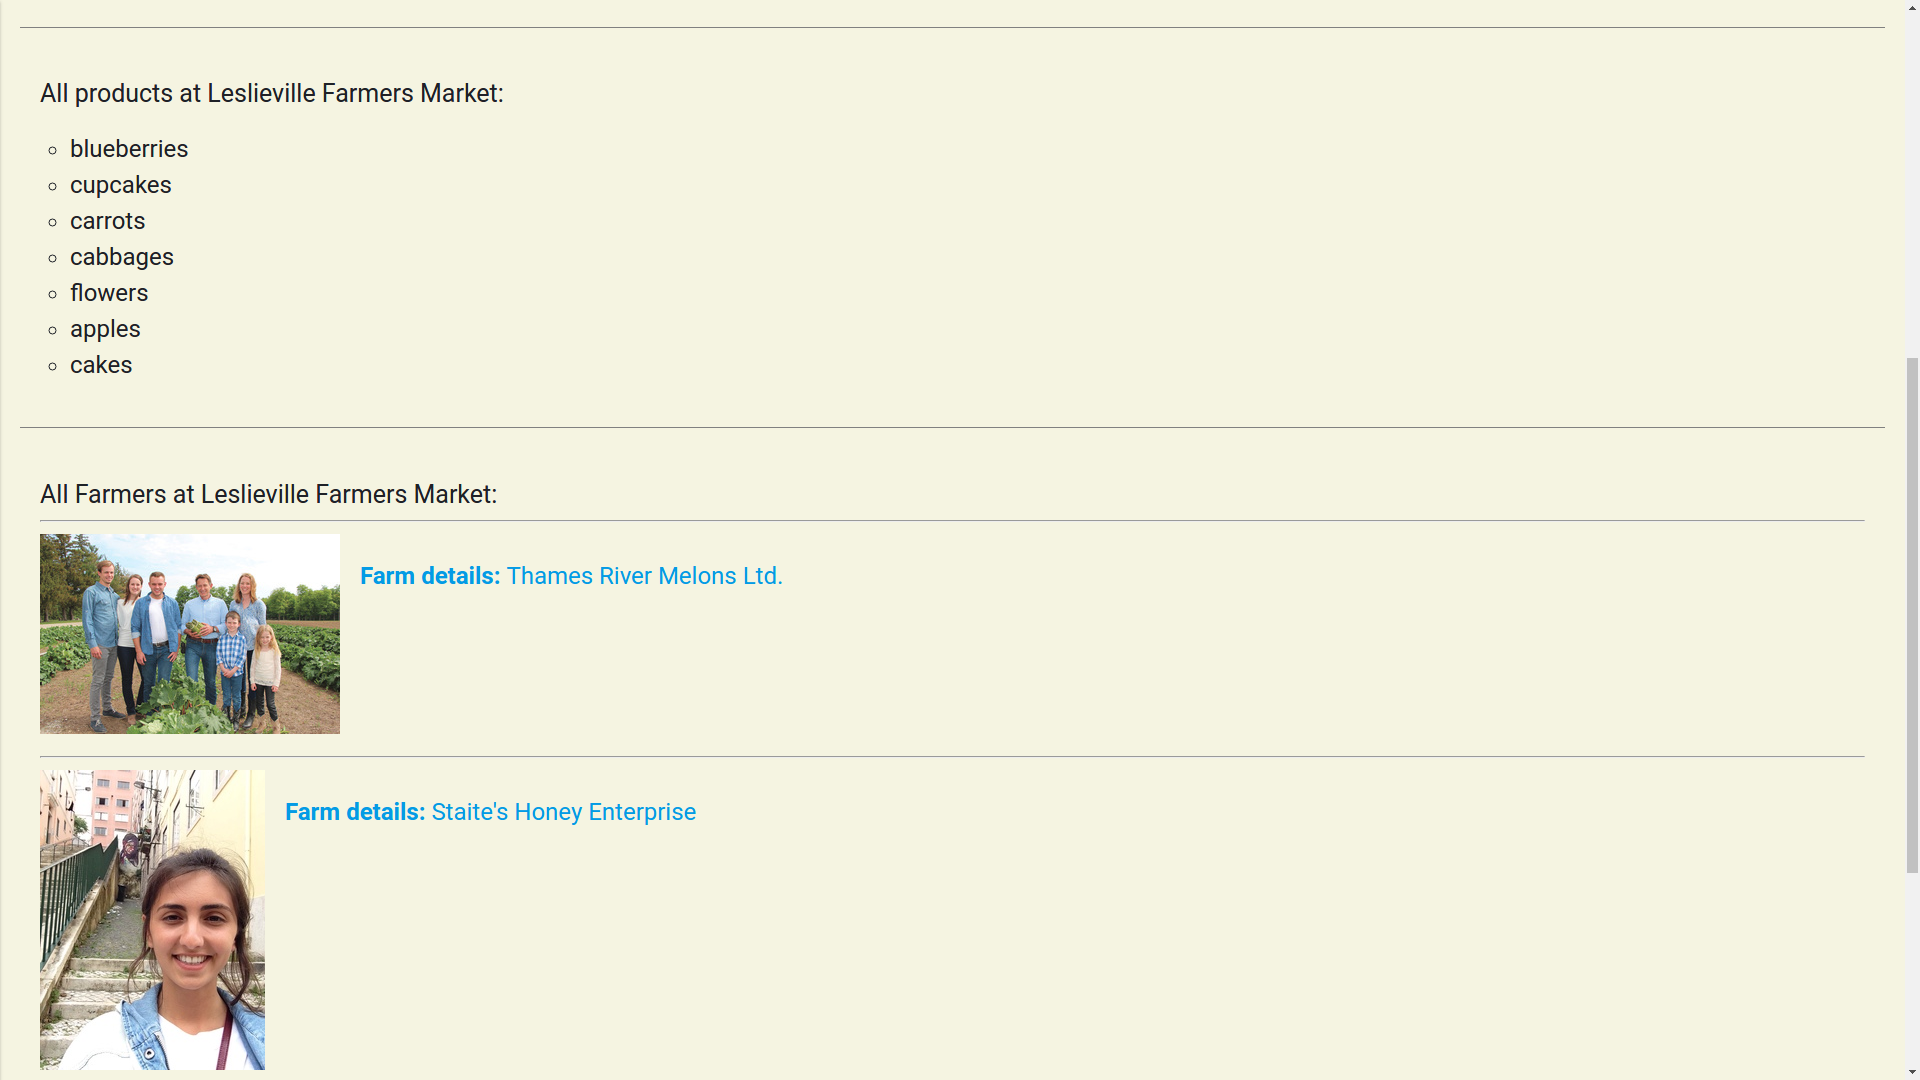 All products at Leslieville Farmers Market:
blueberries
cupcakes
carrots
cabbages
flowers
apples
cakes
All Farmers at Leslieville Farmers Market:
Farm details: Thames River Melons Ltd.
Farm details: Staite's Honey Enterprise